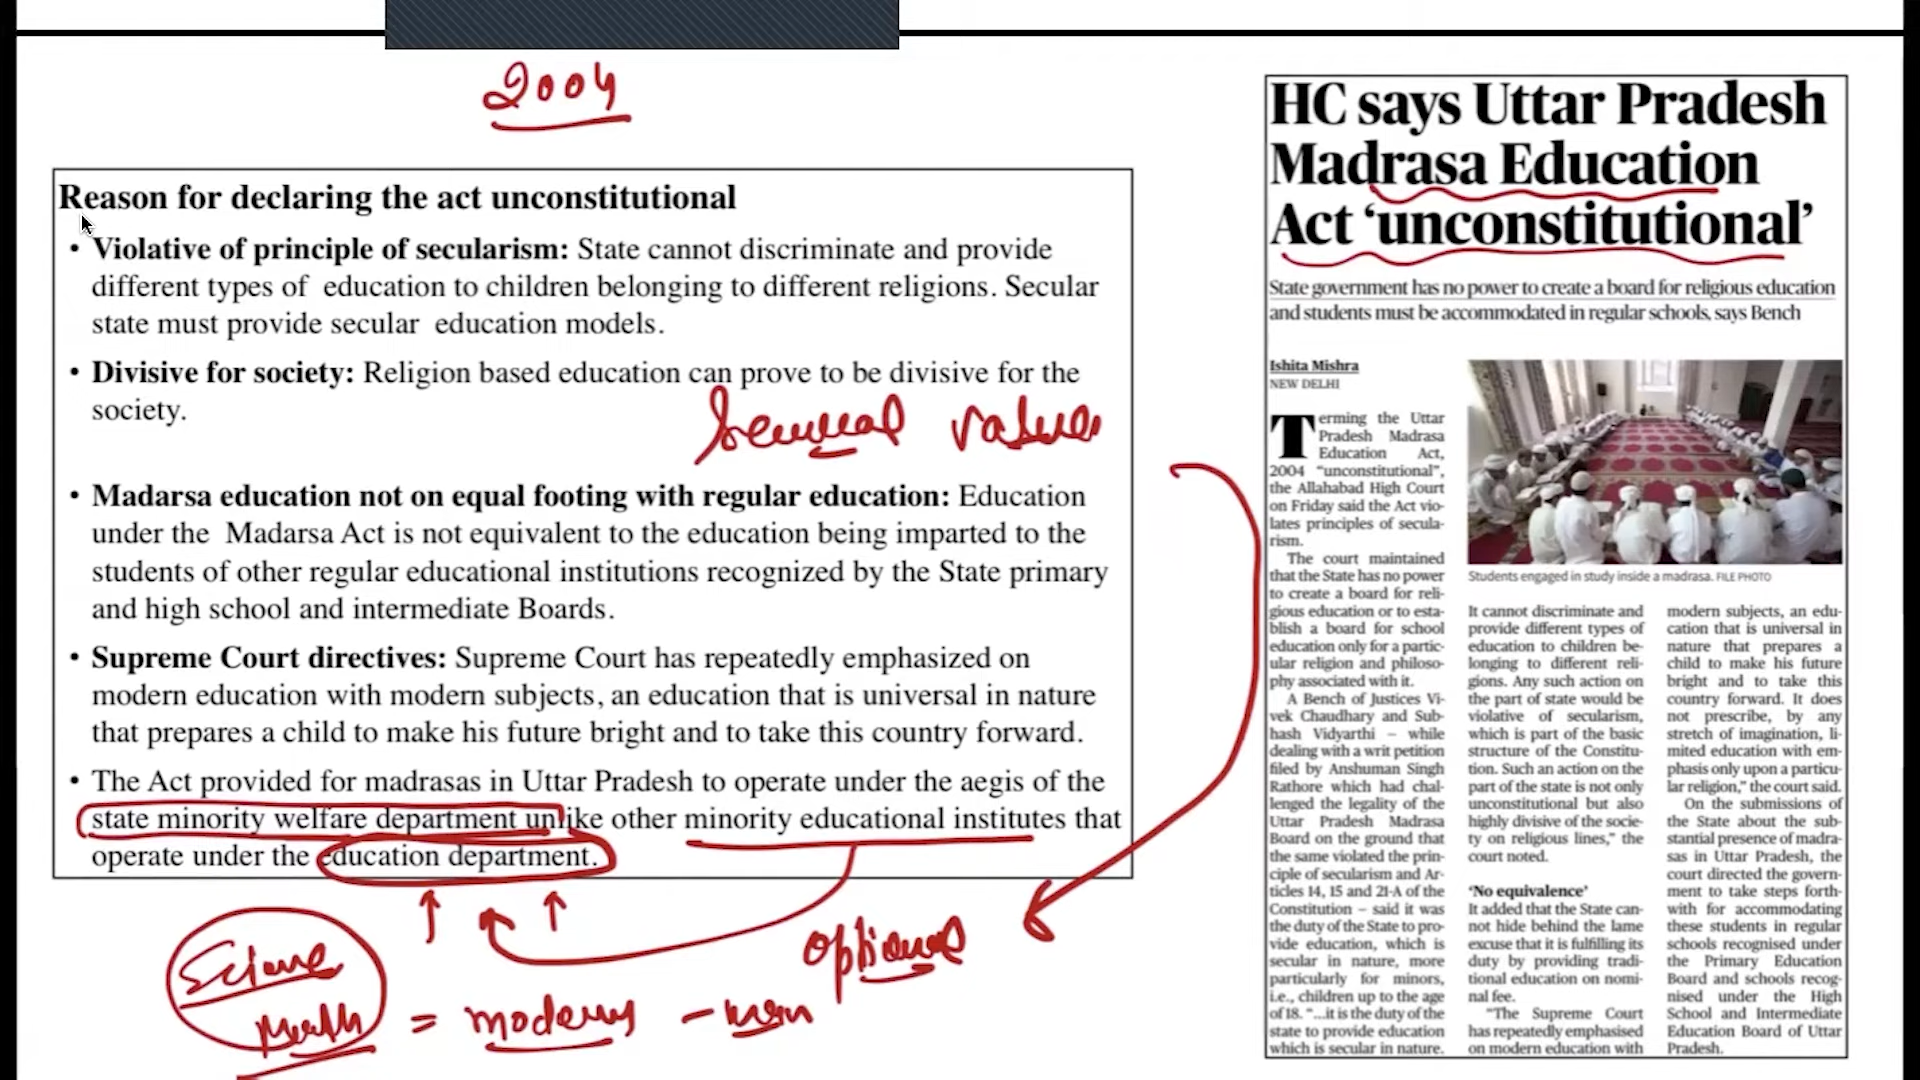 2004
Reason for declaring the act unconstitutional
• Violative of principle of secularism: State cannot discriminate and provide
different types of education to children belonging to different religions. Secular
state must provide secular education models.
• Divisive for society: Religion based education can prove to be divisive for the
society.
values
• Madarsa education not on equal footing with regular education: Education
under the Madarsa Act is not equivalent to the education being imparted to the
students of other regular educational institutions recognized by the State primary
and high school and intermediate Boards.
• Supreme Court directives: Supreme Court has repeatedly emphasized on
modern education with modern subjects, an education that is universal in nature
that prepares a child to make his future bright and to take this country forward.
• The Act provided for madrasas in Uttar Pradesh to operate under the aegis of the
state minority welfare department unlike other minority educational institutes that
operate under the education department.
Science
Math = modern
optional
HC says Uttar Pradesh
Madrasa Education
Act ‘unconstitutional’
State government has no power to create a board for religious education
and students must be accommodated in regular schools, says Bench
Ishita Mishra
NEW DELHI
Terming the Uttar
Pradesh Madrasa
Education Act,
2004 “unconstitutional”,
the Allahabad High Court
on Friday said the Act vio-
lates principles of secula-
rism.
The court maintained
that the State has no power
to create a board for reli-
gious education or to esta-
blish a board for school
education only for a partic-
ular religion and philoso-
phy associated with it.
A Bench of Justices Vi-
vek Chaudhary and Sub-
hash Vidyarthi – while
dealing with a writ petition
filed by Anshuman Singh
Rathore which had chal-
lenged the legality of the
Uttar Pradesh Madrasa
Board on the ground that
the same violated the prin-
ciple of secularism and Ar-
ticles 14, 15 and 21-A of the
Constitution – said it was
the duty of the State to pro-
vide education, which is
secular in nature, more
particularly for minors,
i.e., children up to the age
of 18. “...it is the duty of the
state to provide education
which is secular in nature.
Students engaged in study inside a madrasa. FILE PHOTO
It cannot discriminate and
provide different types of
education to children be-
longing to different reli-
gions. Any such action on
the part of state would be
violative of secularism,
which is part of the basic
structure of the Constitu-
tion. Such an action on the
part of the state is not only
unconstitutional but also
highly divisive of the socie-
ty on religious lines,” the
court noted.
‘No equivalence’
It added that the State can-
not hide behind the lame
excuse that it is fulfilling its
duty by providing tradi-
tional education on nomi-
nal fee.
“The Supreme Court
has repeatedly emphasised
on modern education with
modern subjects, an edu-
cation that is universal in
nature that prepares a
child to make his future
bright and to take this
country forward. It does
not prescribe, by any
stretch of imagination, li-
mited education with em-
phasis only upon a particu-
lar religion,” the court said.
On the submissions of
the State about the sub-
stantial presence of madra-
sas in Uttar Pradesh, the
court directed the govern-
ment to take steps forth-
with for accommodating
these students in regular
schools recognised under
the Primary Education
Board and schools recog-
nised under the High
School and Intermediate
Education Board of Uttar
Pradesh.